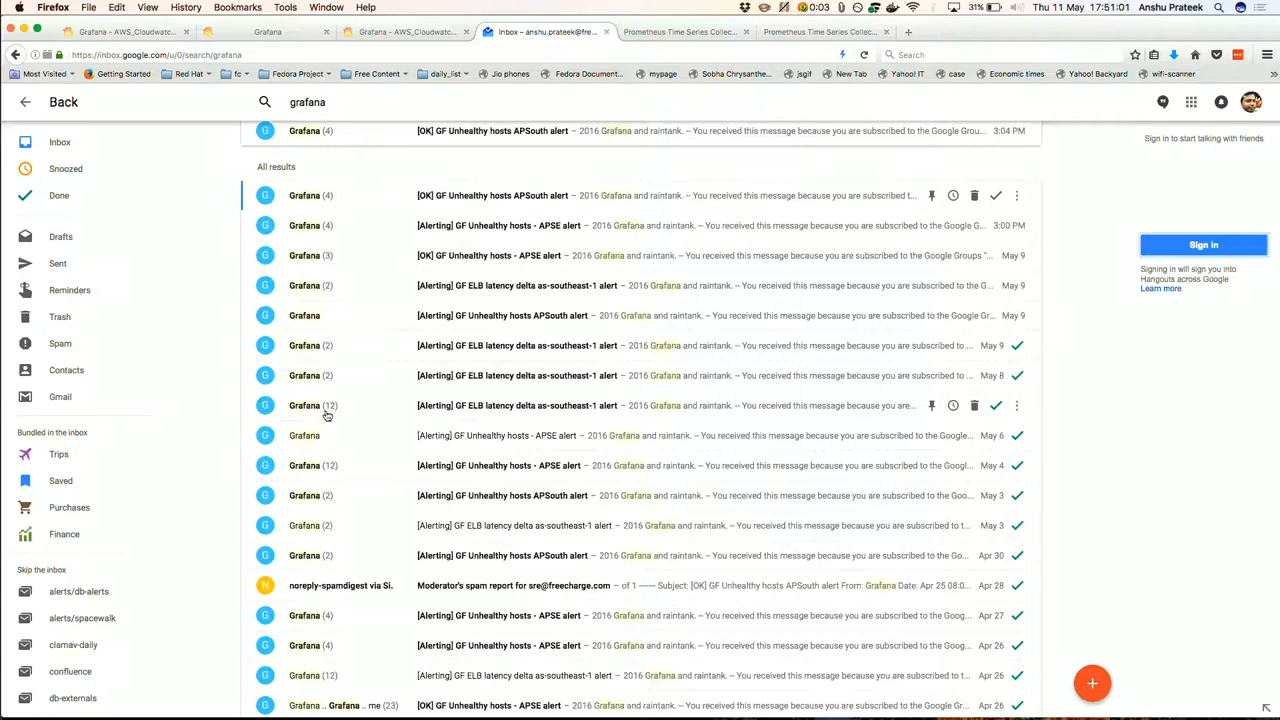 Firefox File Edit View History Bookmarks Tools Window Help 0:03 31% Thu 11 May 17:51:01 Anshu Prateek
Grafana - AWS_Cloudwatc... Grafana Grafana - AWS_Cloudwatc... Inbox – anshu.prateek@fre... Prometheus Time Series Collec... Prometheus Time Series Collec...
https://inbox.google.com/u/0/search/grafana Search
Most Visited Getting Started Red Hat fc Fedora Project Free Content daily_list Jio phones Fedora Document... mypage Sobha Chrysanthe... jsgif New Tab Yahoo! IT case Economic times Yahoo! Backyard wifi-scanner
Back grafana
Grafana (4) [OK] GF Unhealthy hosts APSouth alert – 2016 Grafana and raintank. -- You received this message because you are subscribed to the Google Grou... 3:04 PM
Sign in to start talking with friends
All results
Grafana (4) [OK] GF Unhealthy hosts APSouth alert – 2016 Grafana and raintank. -- You received this message because you are subscribed t...
Grafana (4) [Alerting] GF Unhealthy hosts - APSE alert – 2016 Grafana and raintank. -- You received this message because you are subscribed to the Google G... 3:00 PM
Grafana (3) [OK] GF Unhealthy hosts - APSE alert – 2016 Grafana and raintank. -- You received this message because you are subscribed to the Google Groups "... May 9
Grafana (2) [Alerting] GF ELB latency delta as-southeast-1 alert – 2016 Grafana and raintank. -- You received this message because you are subscribed to the G... May 9
Grafana [Alerting] GF Unhealthy hosts APSouth alert – 2016 Grafana and raintank. -- You received this message because you are subscribed to the Google Gr... May 9
Grafana (2) [Alerting] GF ELB latency delta as-southeast-1 alert – 2016 Grafana and raintank. -- You received this message because you are subscribed to ... May 9
Grafana (2) [Alerting] GF ELB latency delta as-southeast-1 alert – 2016 Grafana and raintank. -- You received this message because you are subscribed to ... May 8
Grafana (12) [Alerting] GF ELB latency delta as-southeast-1 alert – 2016 Grafana and raintank. -- You received this message because you are...
Grafana [Alerting] GF Unhealthy hosts - APSE alert – 2016 Grafana and raintank. -- You received this message because you are subscribed to the Google... May 6
Grafana (12) [Alerting] GF Unhealthy hosts - APSE alert – 2016 Grafana and raintank. -- You received this message because you are subscribed to the Googl... May 4
Grafana (2) [Alerting] GF Unhealthy hosts APSouth alert – 2016 Grafana and raintank. -- You received this message because you are subscribed to the Goo... May 3
Grafana (2) [Alerting] GF ELB latency delta as-southeast-1 alert – 2016 Grafana and raintank. -- You received this message because you are subscribed to t... May 3
Grafana (2) [Alerting] GF Unhealthy hosts APSouth alert – 2016 Grafana and raintank. -- You received this message because you are subscribed to the Go... Apr 30
noreply-spamdigest via Si. Moderator's spam report for sre@freecharge.com – of 1 ------- Subject: [OK] GF Unhealthy hosts APSouth alert From: Grafana Date: Apr 25 08:0... Apr 28
Grafana (4) [Alerting] GF Unhealthy hosts - APSE alert – 2016 Grafana and raintank. -- You received this message because you are subscribed to the Google... Apr 27
Grafana (4) [Alerting] GF Unhealthy hosts - APSE alert – 2016 Grafana and raintank. -- You received this message because you are subscribed to the Google... Apr 26
Grafana (12) [Alerting] GF ELB latency delta as-southeast-1 alert – 2016 Grafana and raintank. -- You received this message because you are subscribed to t... Apr 26
Grafana .. Grafana .. me (23) [OK] GF Unhealthy hosts APSouth alert – 2016 Grafana and raintank. -- You received this message because you are subscribed to the Google... Apr 26
Inbox
Snoozed
Done
Drafts
Sent
Reminders
Trash
Spam
Contacts
Gmail
Bundled in the inbox
Trips
Saved
Purchases
Finance
Skip the inbox
alerts/db-alerts
alerts/spacewalk
clamav-daily
confluence
db-externals
Sign in
Signing in will sign you into
Hangouts across Google
Learn more